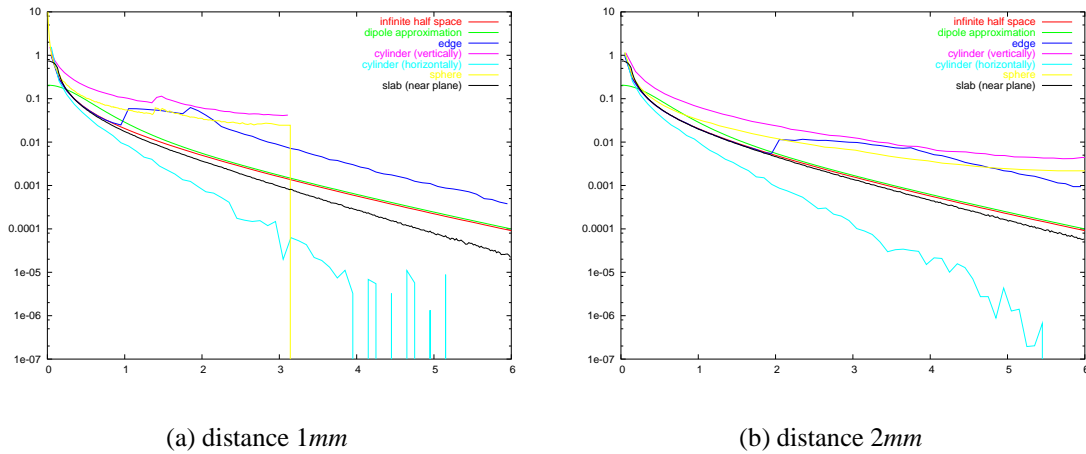 10
1
0.1
0.01
0.001
0.0001
1e-05
1e-06
1e-07
0 1 2 3 4 5 6
infinite half space
dipole approximation
edge
cylinder (vertically)
cylinder (horizontally)
sphere
slab (near plane)
(a) distance 1mm
10
1
0.1
0.01
0.001
0.0001
1e-05
1e-06
1e-07
0 1 2 3 4 5 6
infinite half space
dipole approximation
edge
cylinder (vertically)
cylinder (horizontally)
sphere
slab (near plane)
(b) distance 2mm